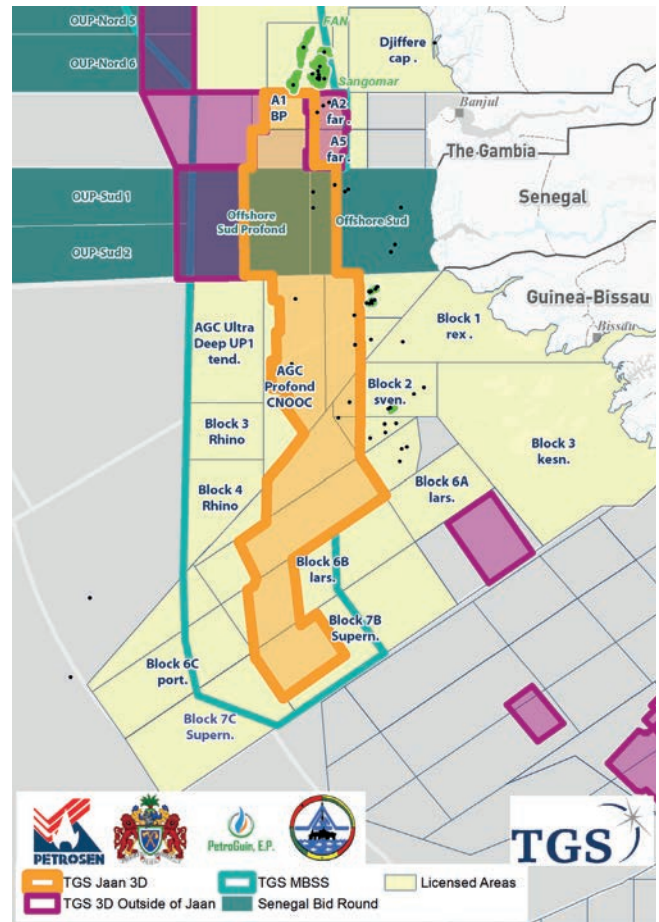 OUP-Nord 5
FAN
OUP-Nord 6
Djiffere
cap .
Sangomar
A1
BP
A2
far .
Banjul
A5
far .
The Gambia
OUP-Sud 1
Offshore
Sud Profond
Offshore Sud
Senegal
OUP-Sud 2
Guinea-Bissau
AGC Ultra
Deep UP1
tend.
Block 1
rex .
Bissau
AGC
Profond
CNOOC
Block 2
sven.
Block 3
Rhino
Block 3
kesn.
Block 4
Rhino
Block 6A
lars.
Block 6B
lars.
Block 7B
Supern.
Block 6C
port.
Block 7C
Supern.
PETROSEN
PetroGuin, E.P.
TGS
TGS Jaan 3D
TGS MBSS
Licensed Areas
TGS 3D Outside of Jaan
Senegal Bid Round